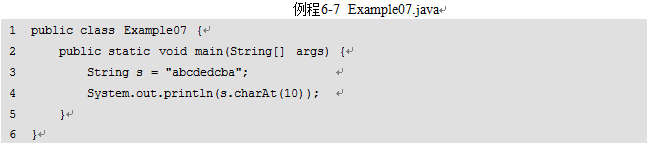 例程6-7 Example07.java
1 public class Example07 {↵
2     public static void main(String[] args) {↵
3         String s = "abcdedcba"; ↵
4         System.out.println(s.charAt(10)); ↵
5     }↵
6 }↵